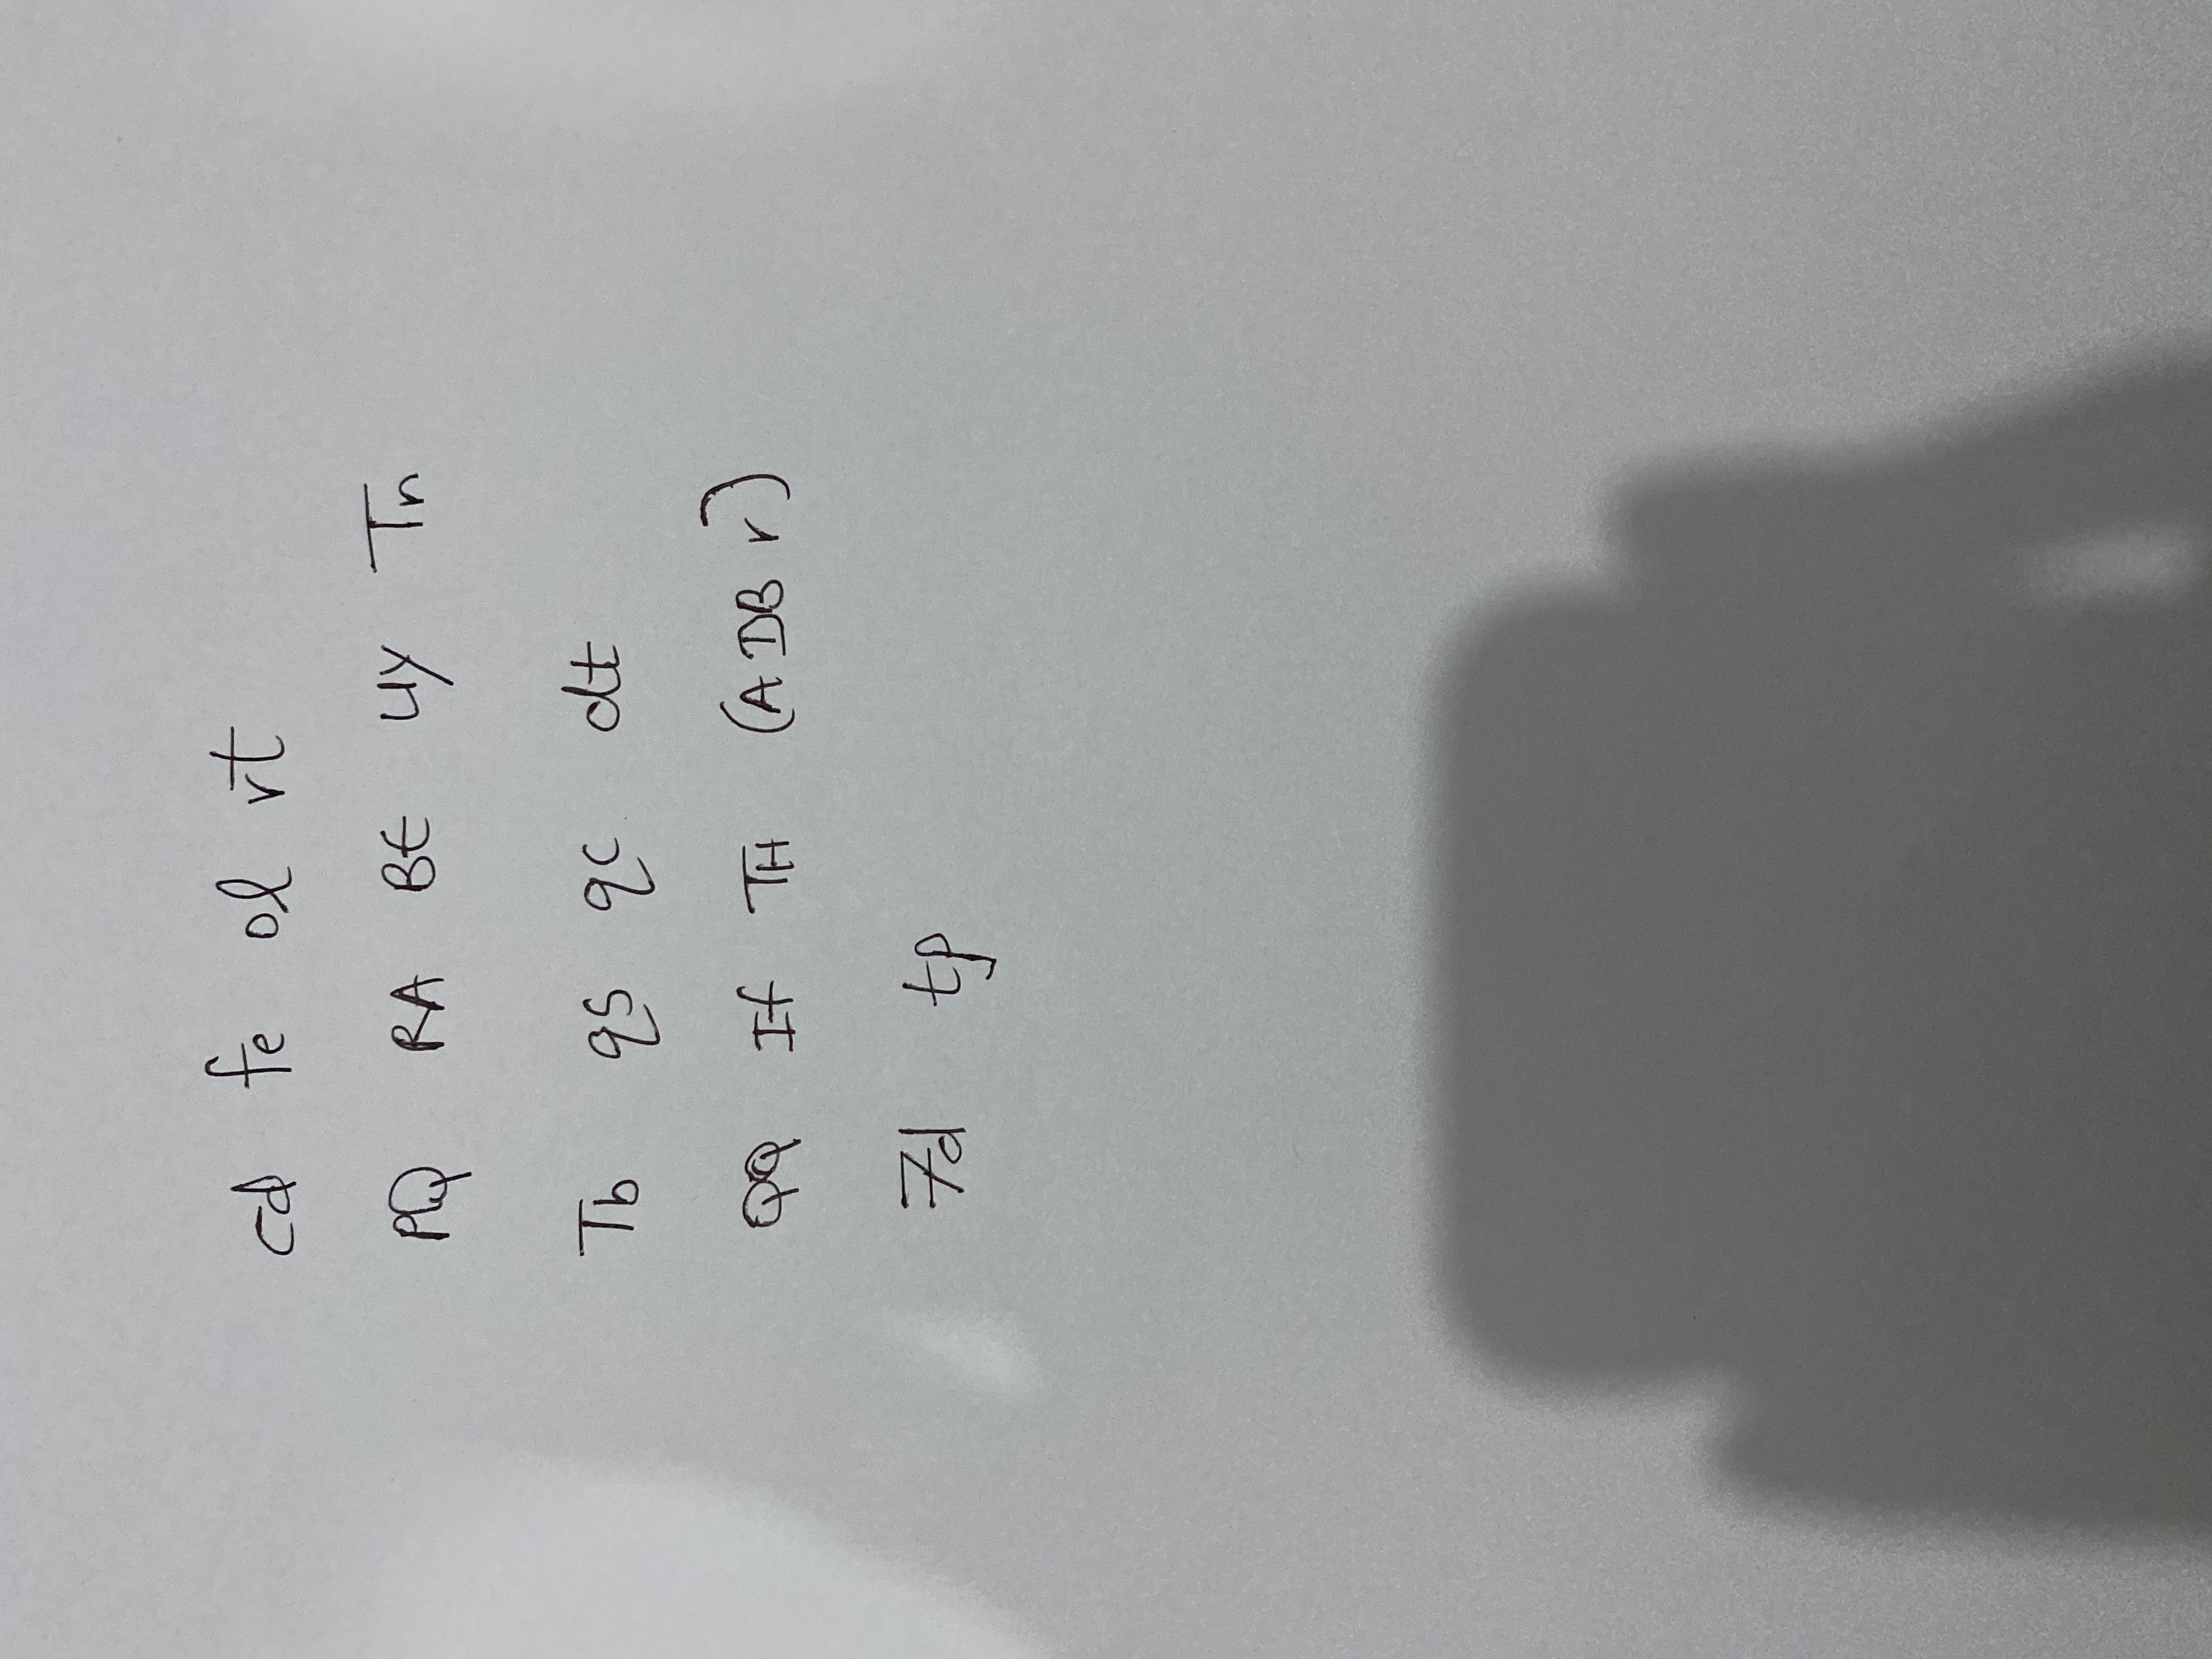 cd fe ol rt
PQ RA BE uy Tn
Tb qs qc dt
QQ If TH (A DB r)
7d tp